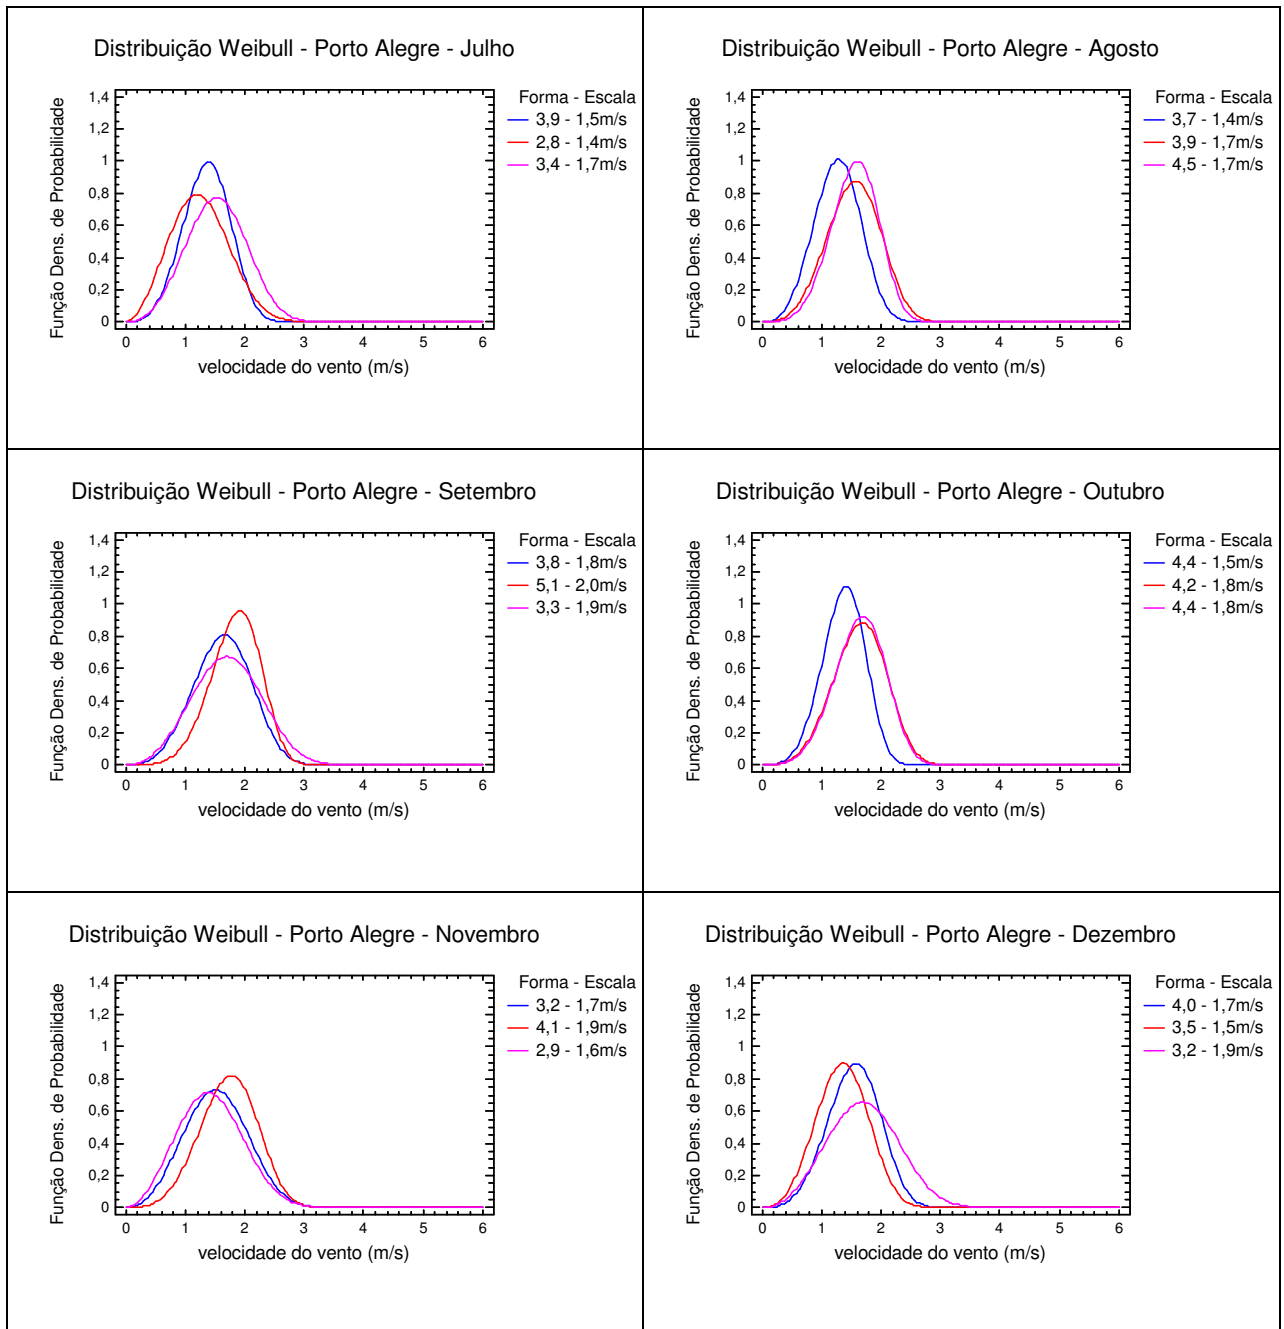 Distribuição Weibull - Porto Alegre - Julho
Função Dens. de Probabilidade
1,4
1,2
1
0,8
0,6
0,4
0,2
0
0 1 2 3 4 5 6
velocidade do vento (m/s)
Forma - Escala
3,9 - 1,5m/s
2,8 - 1,4m/s
3,4 - 1,7m/s
Distribuição Weibull - Porto Alegre - Agosto
Função Dens. de Probabilidade
1,4
1,2
1
0,8
0,6
0,4
0,2
0
0 1 2 3 4 5 6
velocidade do vento (m/s)
Forma - Escala
3,7 - 1,4m/s
3,9 - 1,7m/s
4,5 - 1,7m/s
Distribuição Weibull - Porto Alegre - Setembro
Função Dens. de Probabilidade
1,4
1,2
1
0,8
0,6
0,4
0,2
0
0 1 2 3 4 5 6
velocidade do vento (m/s)
Forma - Escala
3,8 - 1,8m/s
5,1 - 2,0m/s
3,3 - 1,9m/s
Distribuição Weibull - Porto Alegre - Outubro
Função Dens. de Probabilidade
1,4
1,2
1
0,8
0,6
0,4
0,2
0
0 1 2 3 4 5 6
velocidade do vento (m/s)
Forma - Escala
4,4 - 1,5m/s
4,2 - 1,8m/s
4,4 - 1,8m/s
Distribuição Weibull - Porto Alegre - Novembro
Função Dens. de Probabilidade
1,4
1,2
1
0,8
0,6
0,4
0,2
0
0 1 2 3 4 5 6
velocidade do vento (m/s)
Forma - Escala
3,2 - 1,7m/s
4,1 - 1,9m/s
2,9 - 1,6m/s
Distribuição Weibull - Porto Alegre - Dezembro
Função Dens. de Probabilidade
1,4
1,2
1
0,8
0,6
0,4
0,2
0
0 1 2 3 4 5 6
velocidade do vento (m/s)
Forma - Escala
4,0 - 1,7m/s
3,5 - 1,5m/s
3,2 - 1,9m/s